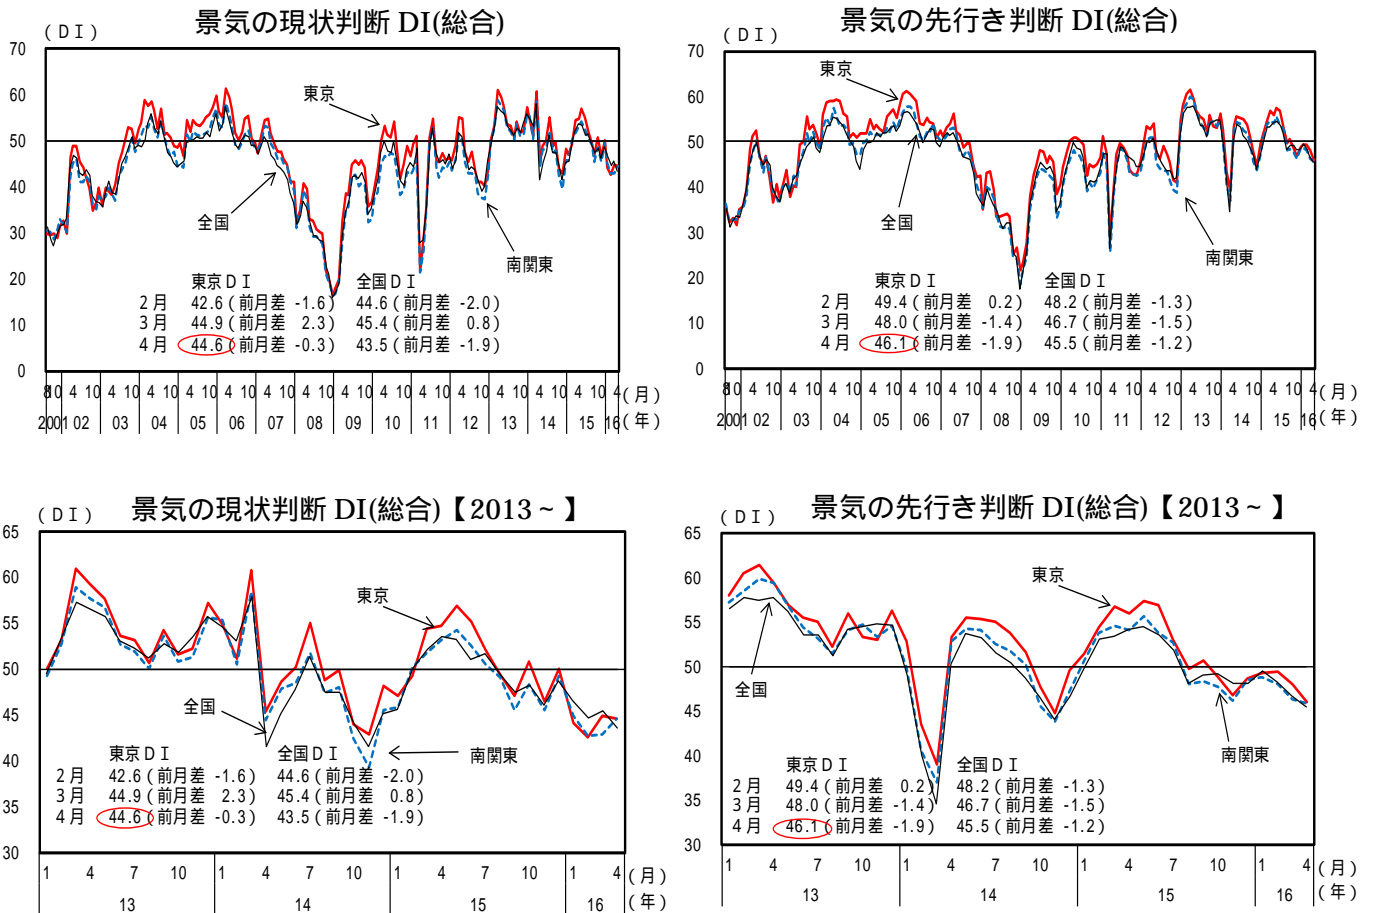 景気の現状判断 DI(総合)
(ＤＩ)
70
60
50
40
30
20
10
0
東京
全国
南関東
東京ＤＩ 全国ＤＩ
2月 42.6(前月差 -1.6) 44.6(前月差 -2.0)
3月 44.9(前月差 2.3) 45.4(前月差 0.8)
4月 44.6(前月差 -0.3) 43.5(前月差 -1.9)
8 10 4 10 4 10 4 10 4 10 4 10 4 10 4 10 4 10 4 10 4 10 4 10 4 10 4 10 4 10 4 (月)
2001 02 03 04 05 06 07 08 09 10 11 12 13 14 15 16 (年)
景気の先行き判断 DI(総合)
(ＤＩ)
70
60
50
40
30
20
10
0
東京
全国
南関東
東京ＤＩ 全国ＤＩ
2月 49.4(前月差 0.2) 48.2(前月差 -1.3)
3月 48.0(前月差 -1.4) 46.7(前月差 -1.5)
4月 46.1(前月差 -1.9) 45.5(前月差 -1.2)
8 10 4 10 4 10 4 10 4 10 4 10 4 10 4 10 4 10 4 10 4 10 4 10 4 10 4 10 4 10 4 (月)
2001 02 03 04 05 06 07 08 09 10 11 12 13 14 15 16 (年)
景気の現状判断 DI(総合)【2013～】
(ＤＩ)
65
60
55
50
45
40
35
30
東京
全国
南関東
東京ＤＩ 全国ＤＩ
2月 42.6(前月差 -1.6) 44.6(前月差 -2.0)
3月 44.9(前月差 2.3) 45.4(前月差 0.8)
4月 44.6(前月差 -0.3) 43.5(前月差 -1.9)
1 4 7 10 1 4 7 10 1 4 7 10 1 4 (月)
13 14 15 16 (年)
景気の先行き判断 DI(総合)【2013～】
(ＤＩ)
65
60
55
50
45
40
35
30
東京
全国
南関東
東京ＤＩ 全国ＤＩ
2月 49.4(前月差 0.2) 48.2(前月差 -1.3)
3月 48.0(前月差 -1.4) 46.7(前月差 -1.5)
4月 46.1(前月差 -1.9) 45.5(前月差 -1.2)
1 4 7 10 1 4 7 10 1 4 7 10 1 4 (月)
13 14 15 16 (年)